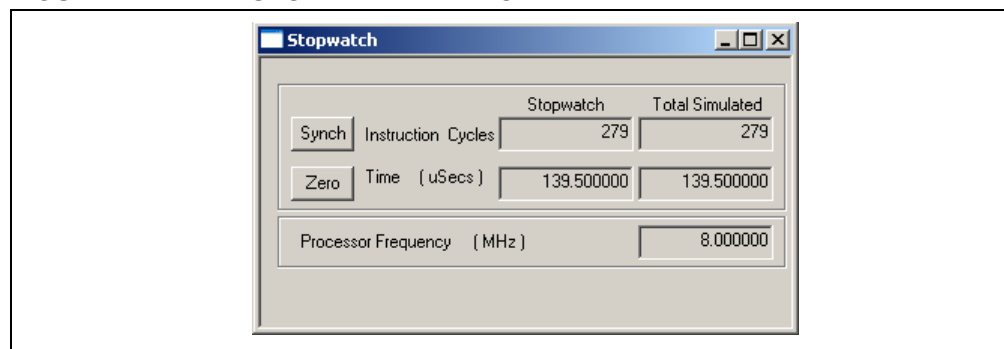 Stopwatch
Stopwatch Total Simulated
Synch Instruction Cycles 279 279
Zero Time ( uSecs ) 139.500000 139.500000
Processor Frequency ( MHz ) 8.000000